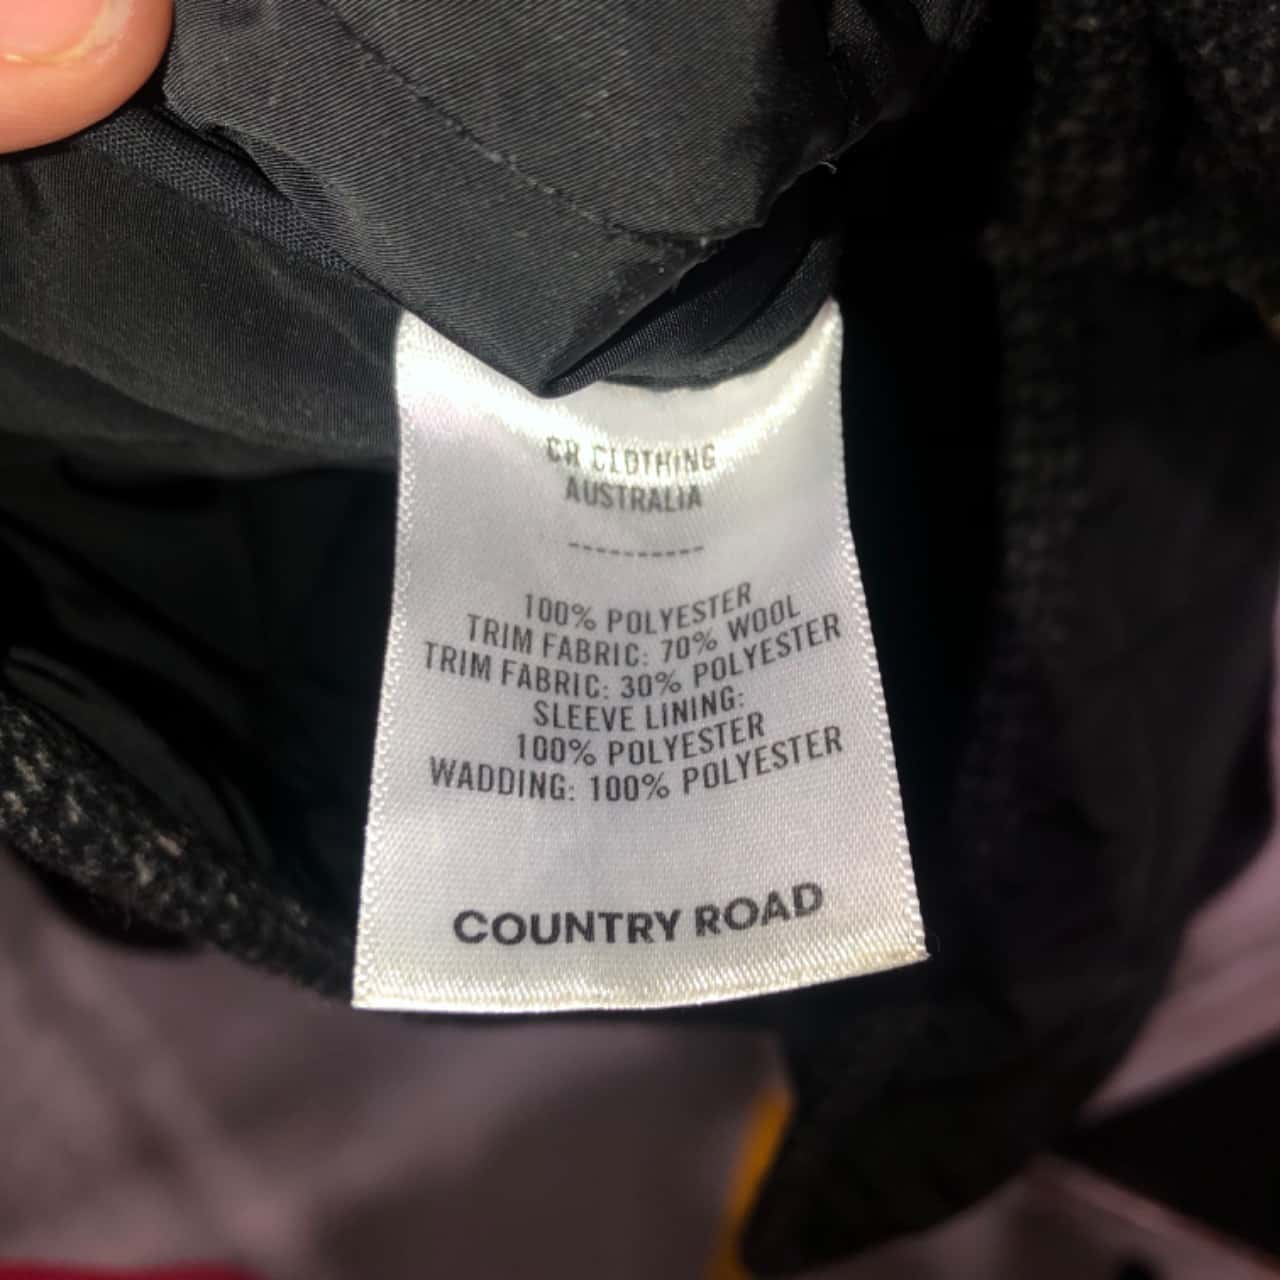 CR CLOTHING
AUSTRALIA
----------
100% POLYESTER
TRIM FABRIC: 70% WOOL
TRIM FABRIC: 30% POLYESTER
SLEEVE LINING:
100% POLYESTER
WADDING: 100% POLYESTER
COUNTRY ROAD